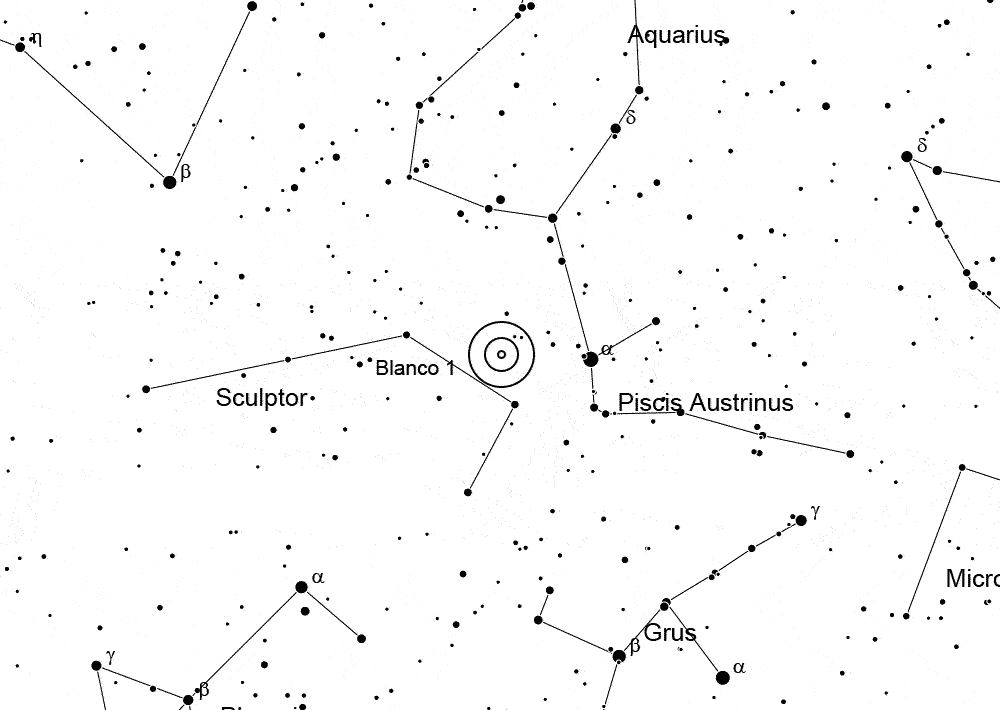 η
Aquarius
δ
δ
β
α
Blanco 1
Sculptor
Piscis Austrinus
γ
α
Micro
Grus
β
γ
α
β